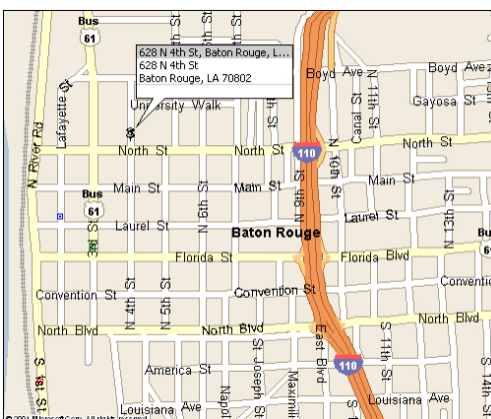 Bus
61
628 N 4th St, Baton Rouge, L...
628 N 4th St
Baton Rouge, LA 70802
Boyd Ave
Boyd Ave
Lafayette St
University Walk
N 11th St
Canal St
Gayosa St
N River Rd
North St
North St
110
N 10th St
North St
Main St
Main St
Main St
Bus
61
3rd St
N 6th St
N 9th St
Laurel St
Laurel St
N 13th St
Baton Rouge
Florida St
Florida Blvd
Convention St
Convention St
N 4th St
N 5th St
North Blvd
North Blvd
North Blvd
East Blvd
S 11th St
America St
St Joseph St
110
S 1st St
Louisiana Ave
Louisiana Ave
S 14th St